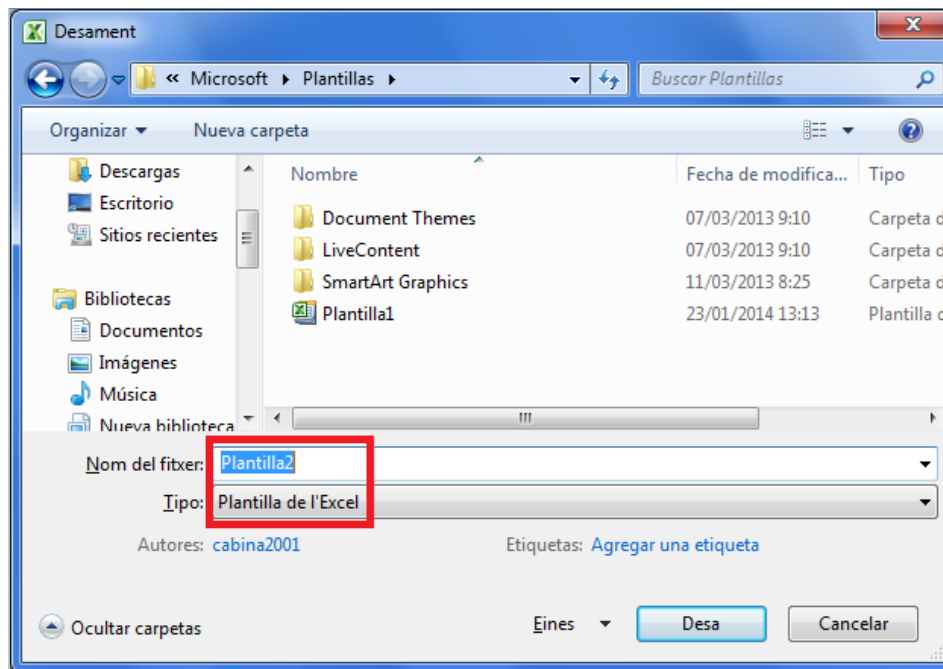 Desament
« Microsoft Plantillas
Buscar Plantillas
Organizar
Nueva carpeta
Descargas
Escritorio
Sitios recientes
Bibliotecas
Documentos
Imágenes
Música
Nueva biblioteca
Nombre Fecha de modifica... Tipo
Document Themes 07/03/2013 9:10 Carpeta d
LiveContent 07/03/2013 9:10 Carpeta d
SmartArt Graphics 11/03/2013 8:25 Carpeta d
Plantilla1 23/01/2014 13:13 Plantilla d
Nom del fitxer: Plantilla2
Tipo: Plantilla de l'Excel
Autores: cabina2001 Etiquetas: Agregar una etiqueta
Ocultar carpetas Eines Desa Cancelar